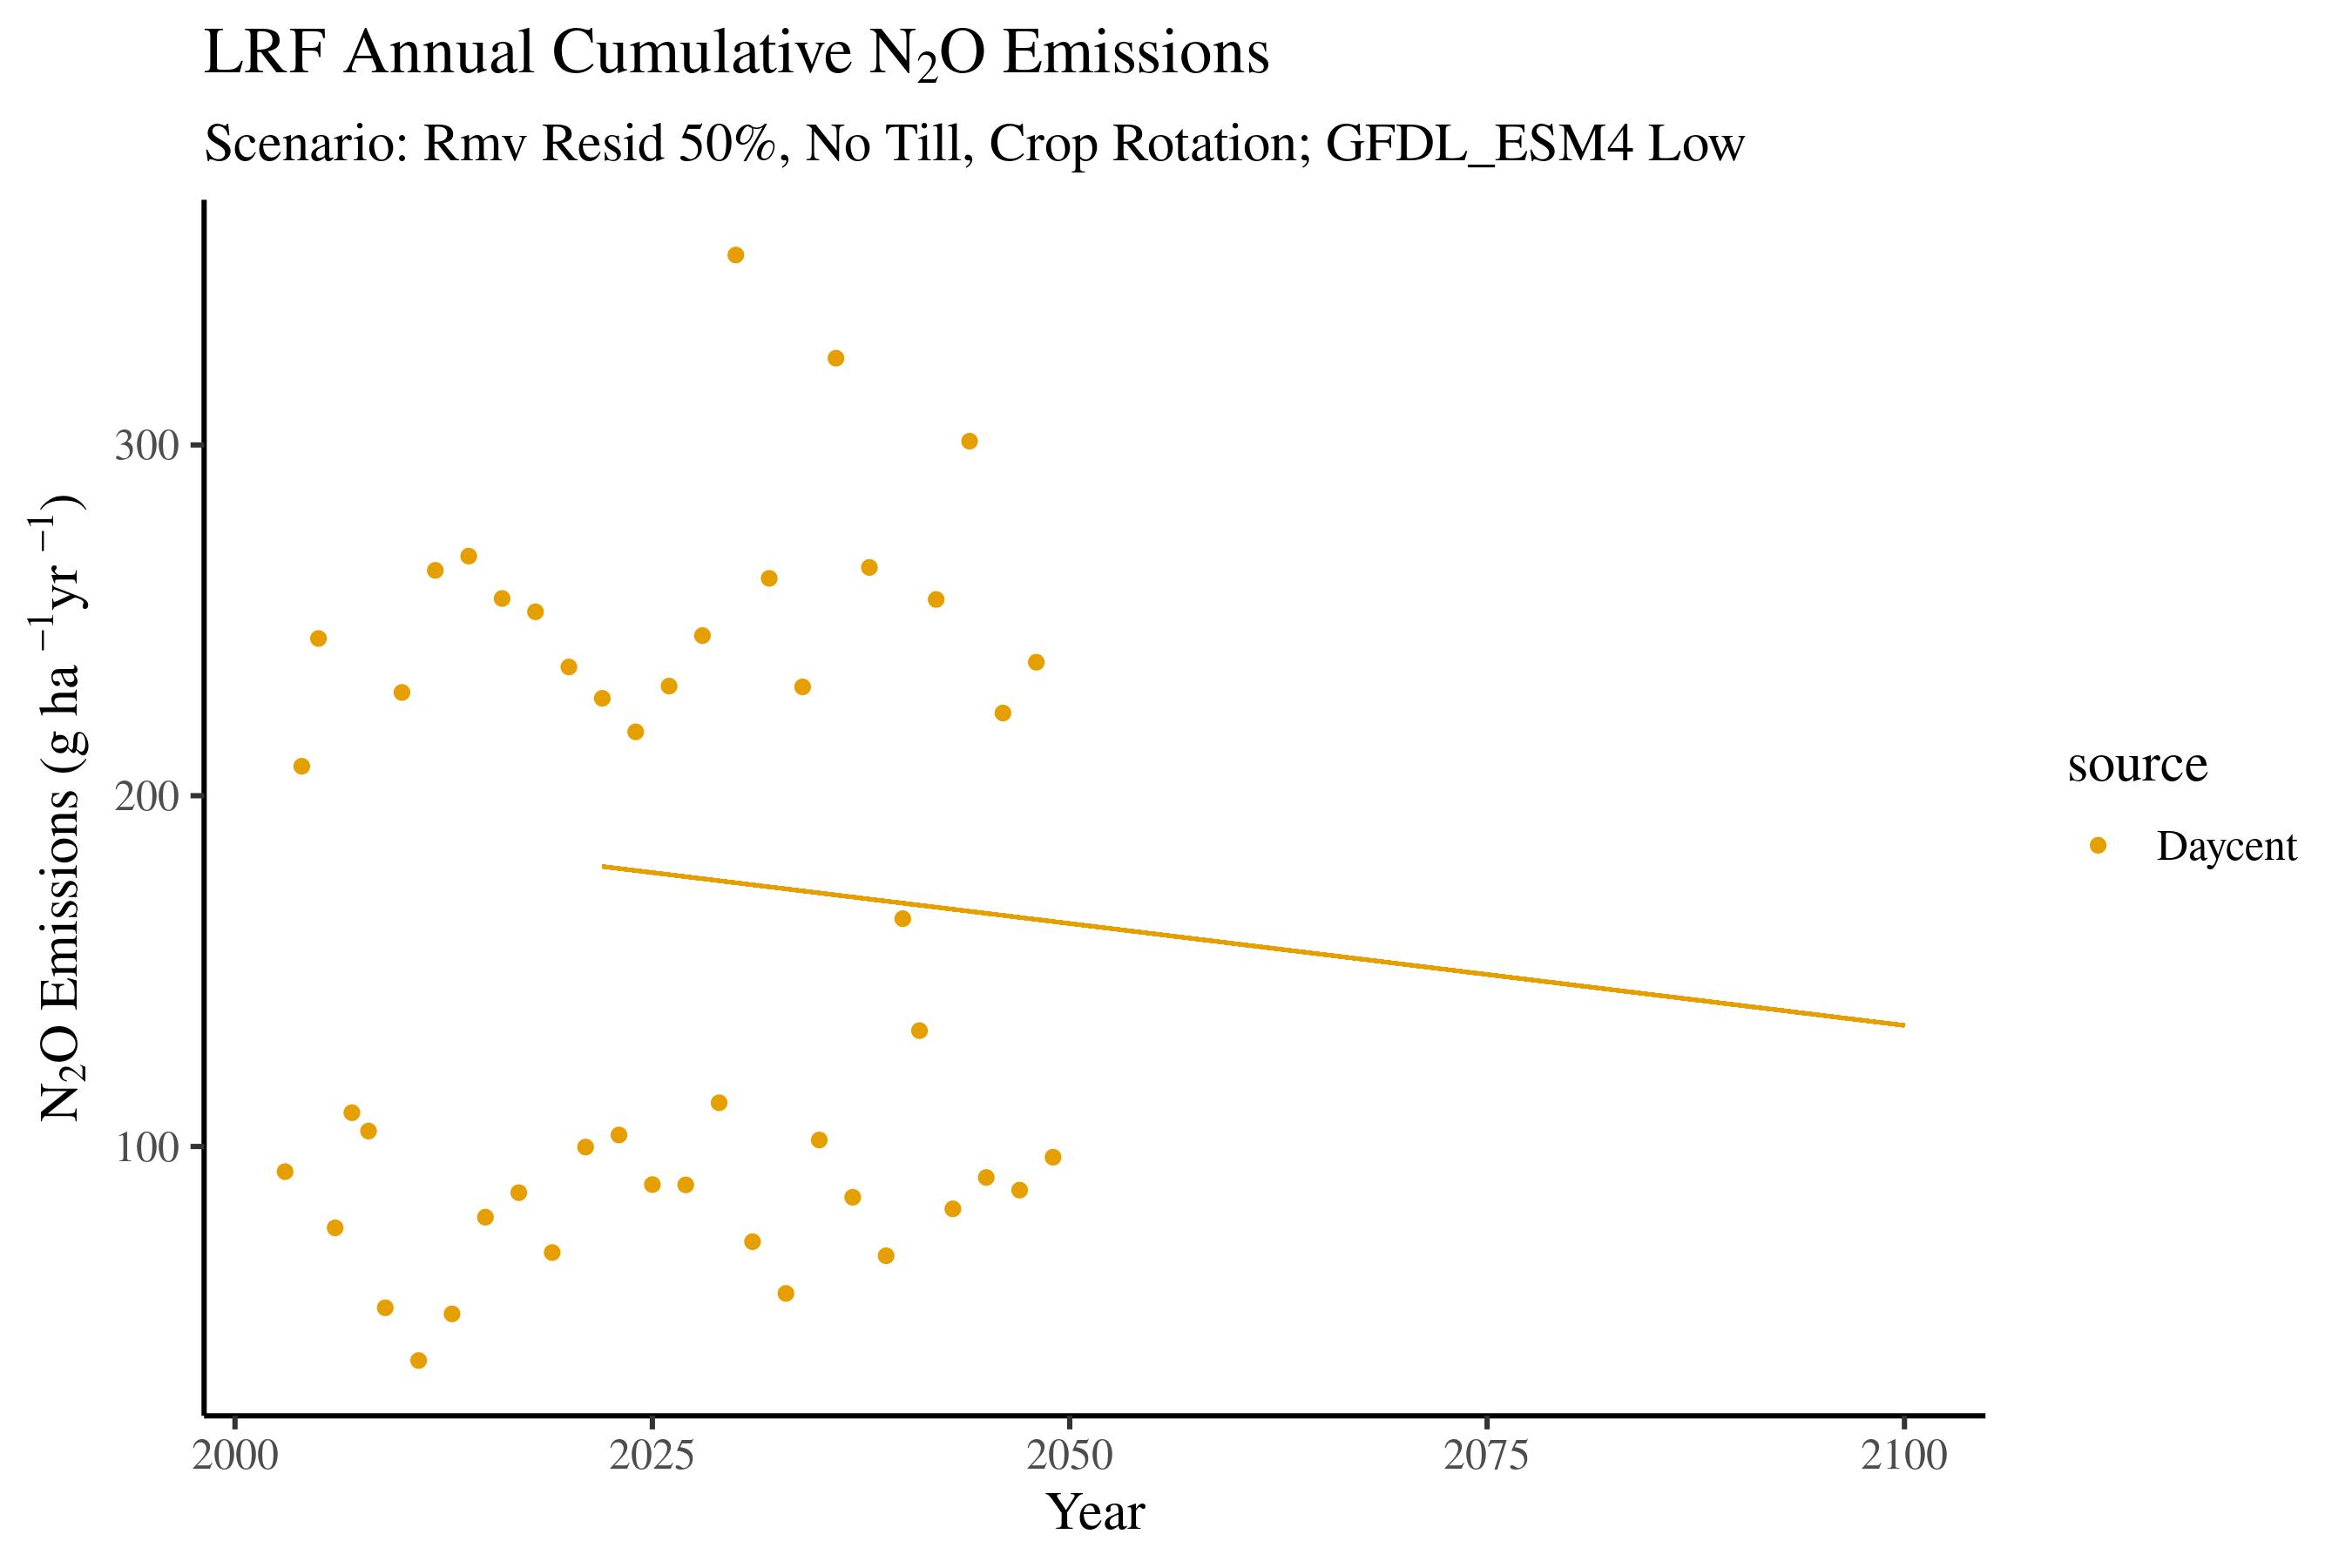 LRF Annual Cumulative N₂O Emissions
Scenario: Rmv Resid 50%, No Till, Crop Rotation; GFDL_ESM4 Low
N₂O Emissions (g ha ⁻¹yr ⁻¹)
300
200
100
2000
2025
2050
2075
2100
Year
source
Daycent